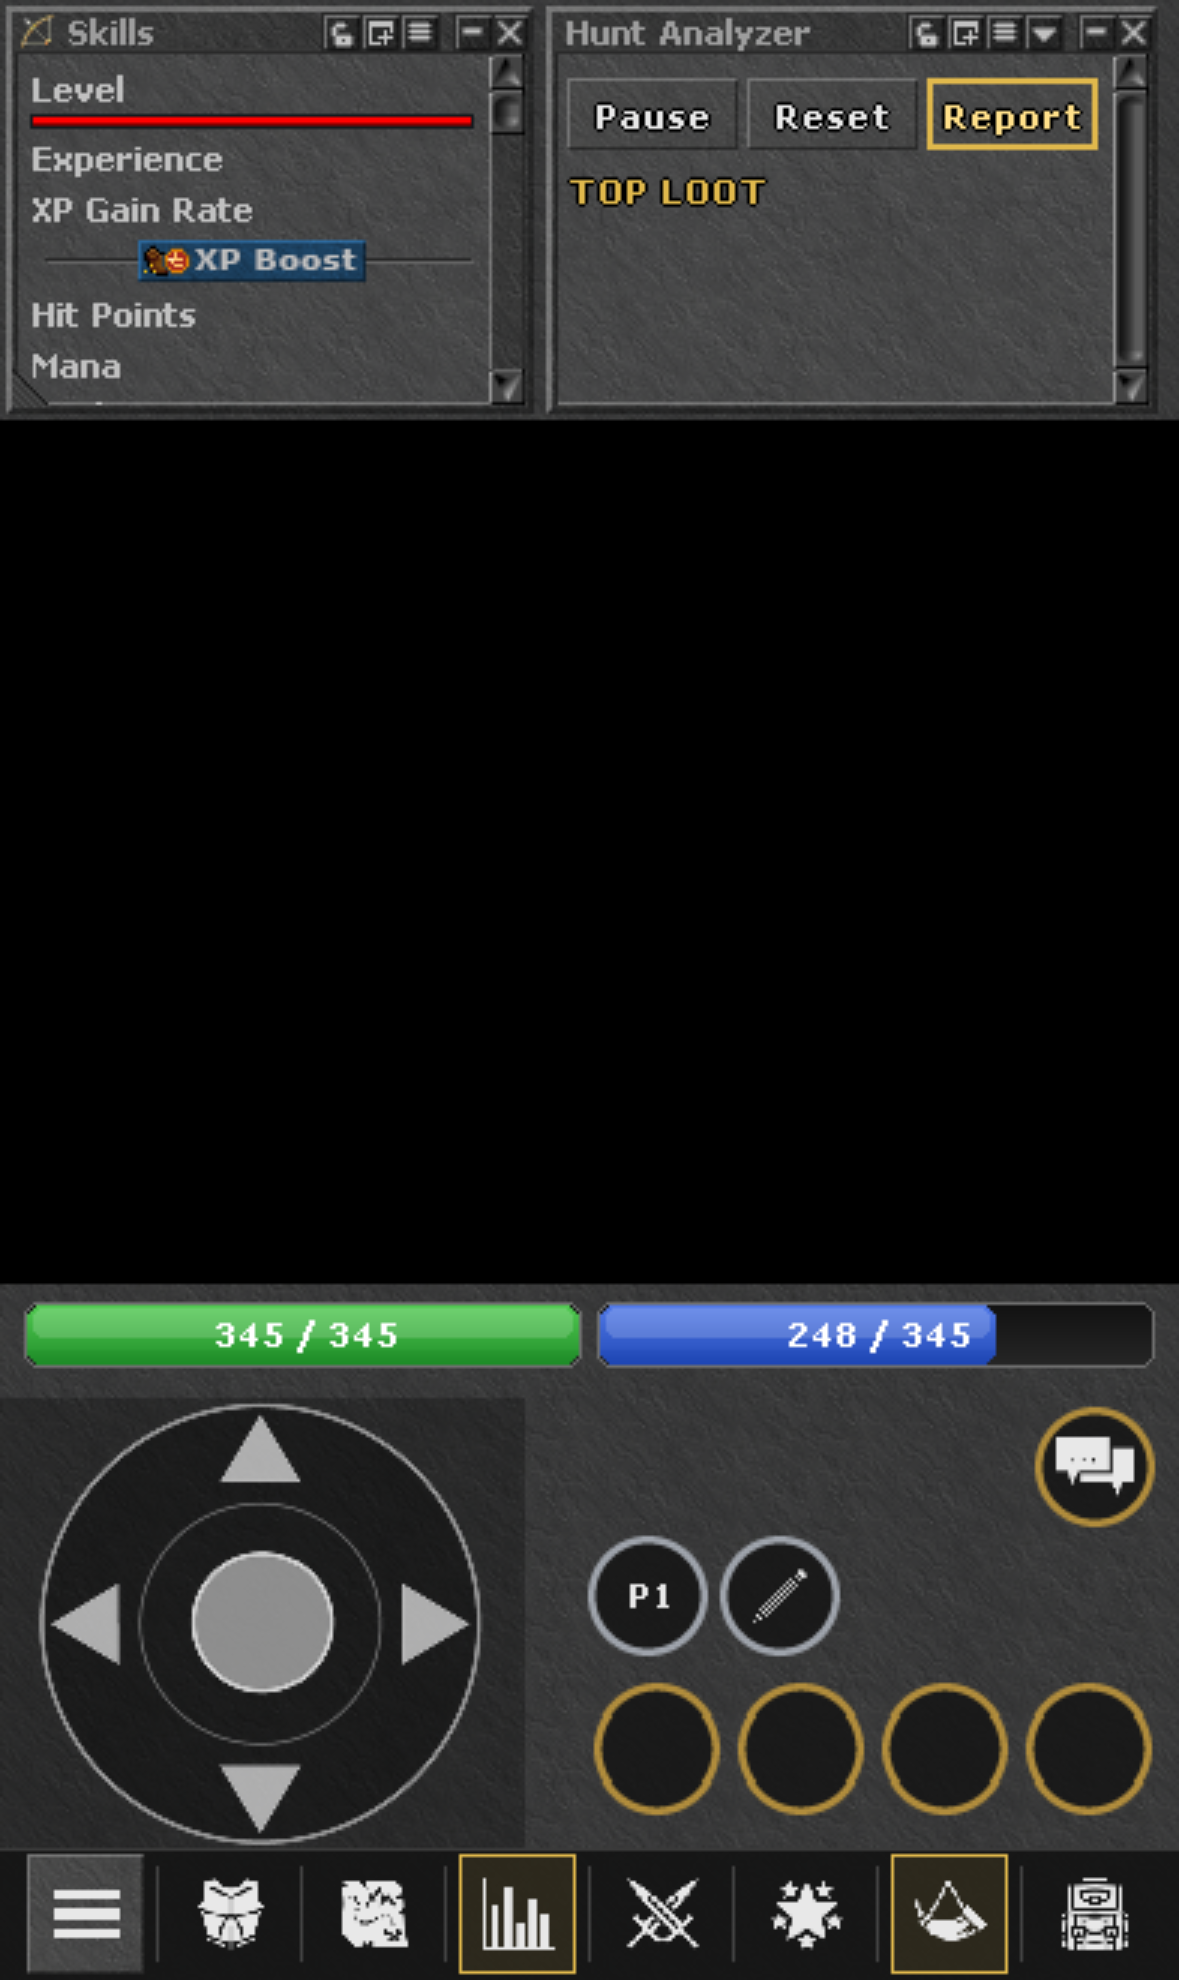 Skills
Level
Experience
XP Gain Rate
XP Boost
Hit Points
Mana
Hunt Analyzer
Pause Reset Report
TOP LOOT
345 / 345
248 / 345
...
P1